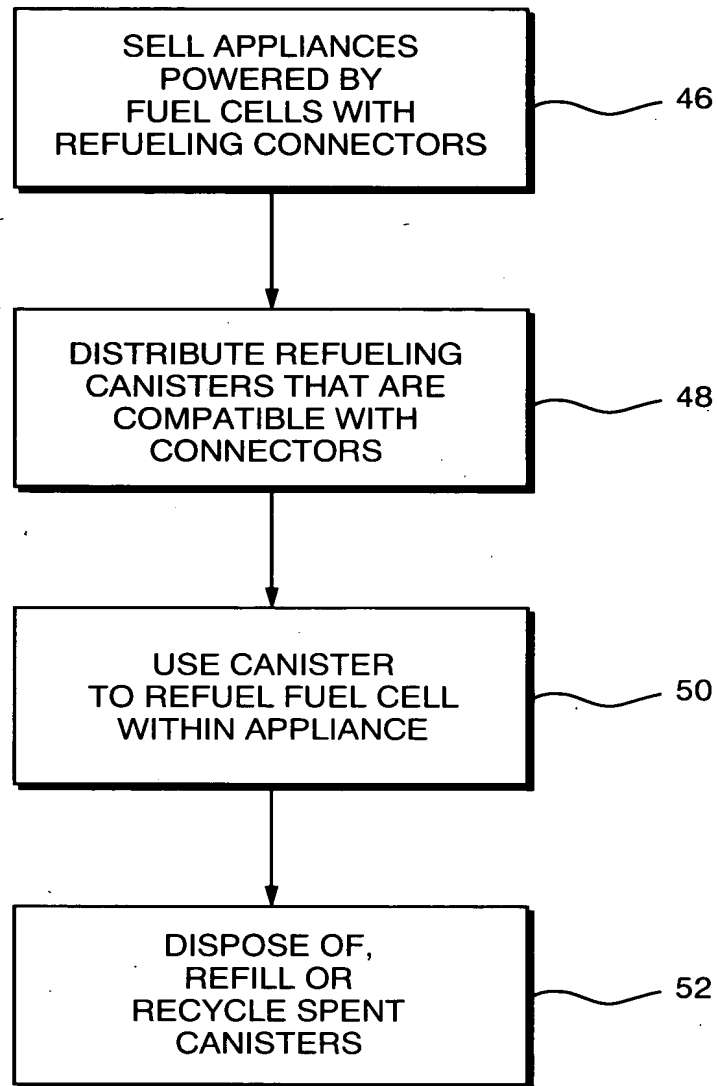 SELL APPLIANCES
POWERED BY
FUEL CELLS WITH
REFUELING CONNECTORS
46
DISTRIBUTE REFUELING
CANISTERS THAT ARE
COMPATIBLE WITH
CONNECTORS
48
USE CANISTER
TO REFUEL FUEL CELL
WITHIN APPLIANCE
50
DISPOSE OF,
REFILL OR
RECYCLE SPENT
CANISTERS
52